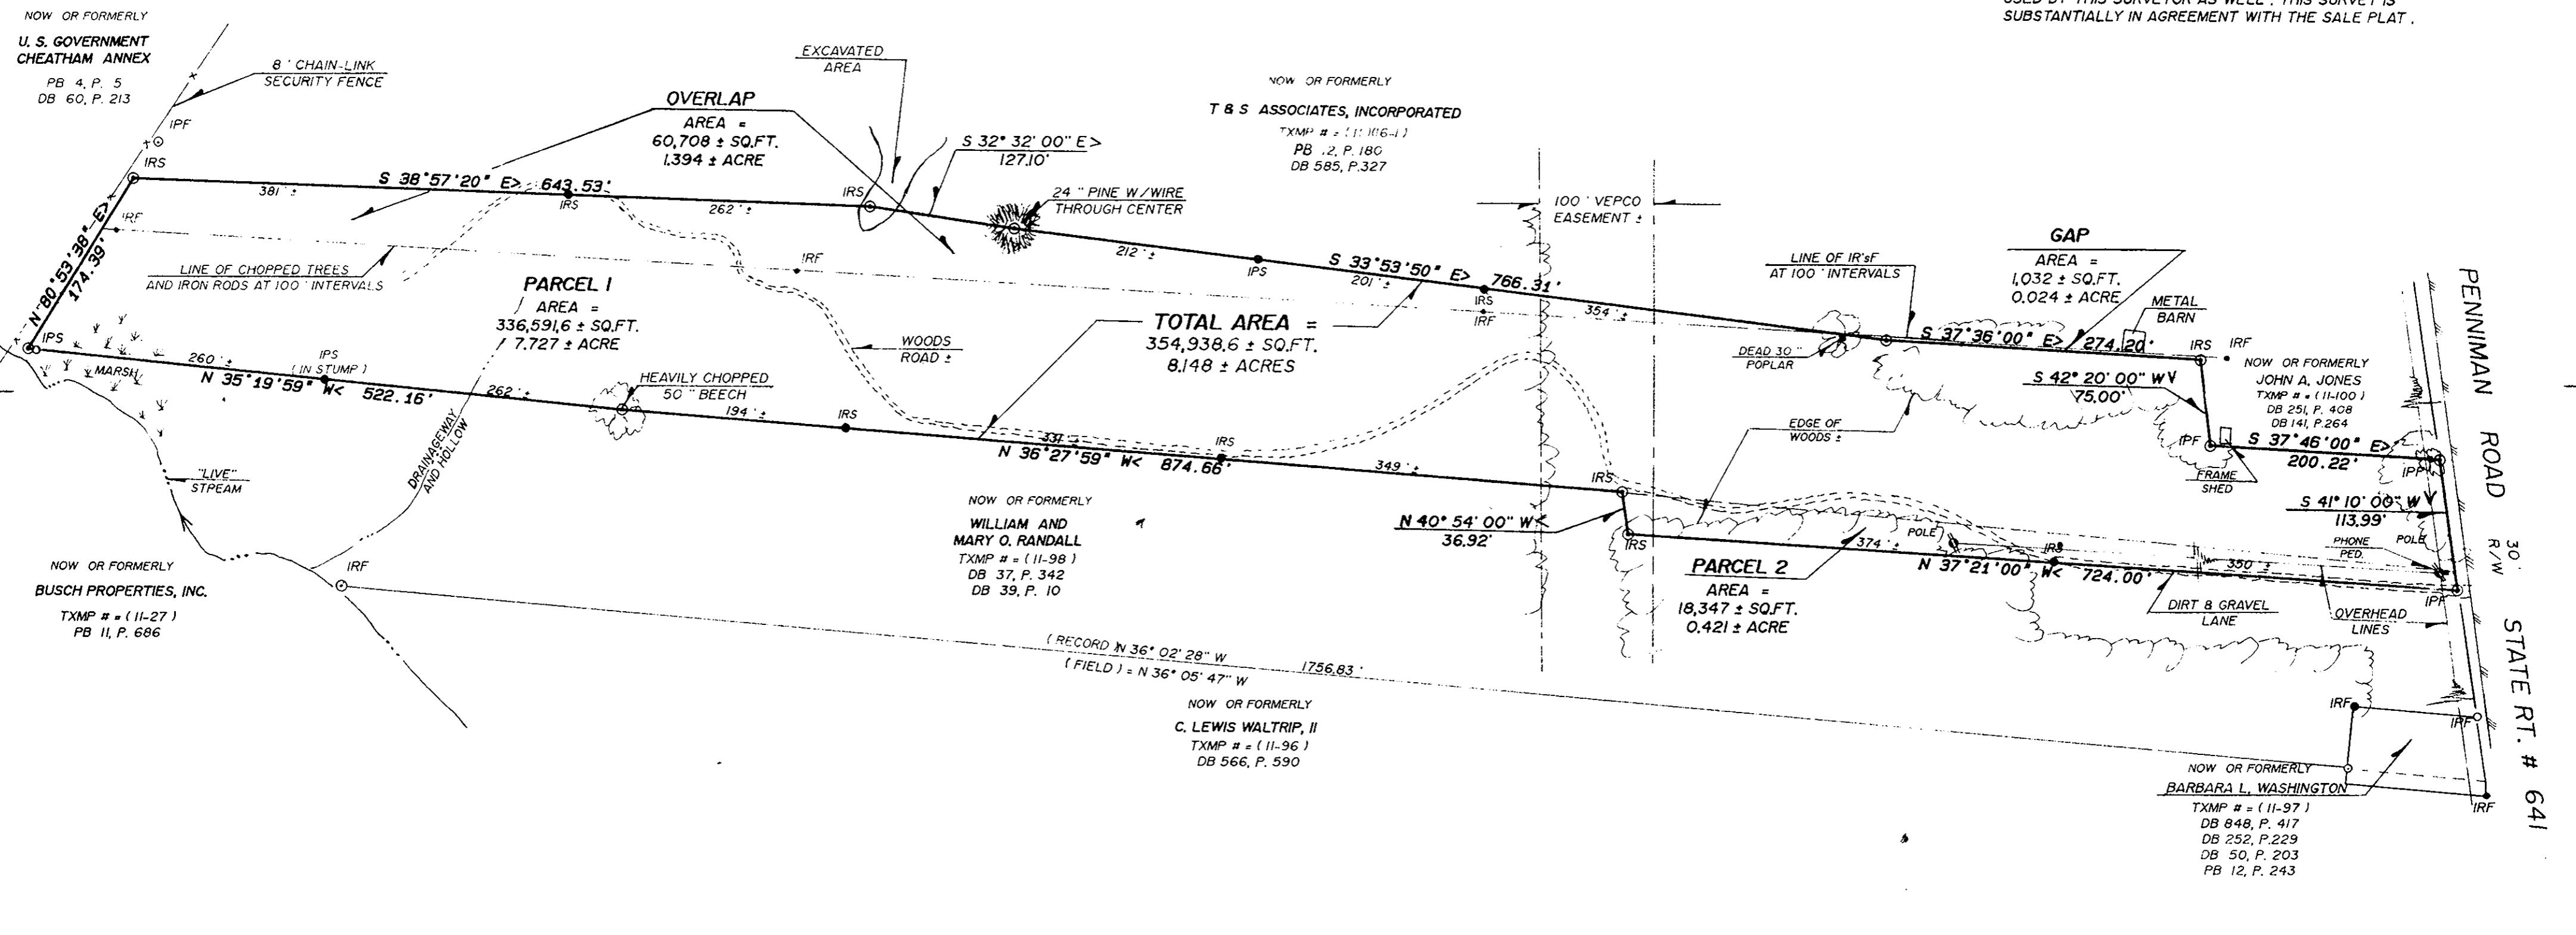 SUBSTANTIALLY IN AGREEMENT WITH THE SALE PLAT .
NOW OR FORMERLY
U. S. GOVERNMENT
CHEATHAM ANNEX
PB 4, P. 5
DB 60, P. 213
8 ' CHAIN-LINK
SECURITY FENCE
IPF
IRS
IRF
EXCAVATED
AREA
OVERLAP
AREA =
60,708 ± SQ.FT.
1.394 ± ACRE
S 32° 32' 00" E>
127.10'
NOW OR FORMERLY
T & S ASSOCIATES, INCORPORATED
DB 585, P.327
24 " PINE W/WIRE
THROUGH CENTER
100 ' VEPCO
EASEMENT ±
381 ' ±
S 38°57'20" E> 643.53'
IRS
262 ' ±
IRS
212 ' ±
IPS
S 33°53'50" E> 766.31'
201 ' ±
IRS
IRF
354 ' ±
LINE OF IR'sF
AT 100 ' INTERVALS
GAP
AREA =
1,032 ± SQ.FT.
0.024 ± ACRE
METAL
BARN
S 37°36'00" E> 274.20'
IRS
IRF
DEAD 30 "
POPLAR
NOW OR FORMERLY
JOHN A. JONES
TXMP # = (11-100)
DB 251, P. 408
DB 141, P.264
S 42° 20' 00" WV
75.00'
IPF
S 37°46'00" E>
200.22'
FRAME
SHED
IPF
S 41° 10' 00" W V
113.99'
PHONE
PED.
POLE
IPF
PENNIMAN ROAD
30' R/W
STATE RT. # 641
N 80°53'38" E>
174.39'
LINE OF CHOPPED TREES
AND IRON RODS AT 100 ' INTERVALS
IRF
PARCEL 1
AREA =
336,591.6 ± SQ.FT.
7.727 ± ACRE
TOTAL AREA =
354,938.6 ± SQ.FT.
8.148 ± ACRES
WOODS
ROAD ±
IPS
MARSH
260 ' ±
IPS
( IN STUMP )
N 35°19'59" W< 522.16'
262 ' ±
HEAVILY CHOPPED
50 " BEECH
194 ' ±
IRS
331 ' ±
N 36°27'59" W< 874.66'
IRS
349 ' ±
IRS
EDGE OF
WOODS ±
N 40° 54' 00" W<
36.92'
IRS
PARCEL 2
AREA =
18,347 ± SQ.FT.
0.421 ± ACRE
374 ' ±
POLE
IRS
N 37°21'00" W< 724.00'
350 ' ±
DIRT & GRAVEL
LANE
OVERHEAD
LINES
"LIVE"
STREAM
DRAINAGEWAY
AND HOLLOW
IRF
NOW OR FORMERLY
BUSCH PROPERTIES, INC.
TXMP # = ( 11-27 )
PB 11, P. 686
NOW OR FORMERLY
WILLIAM AND
MARY O. RANDALL
TXMP # = ( 11-98 )
DB 37, P. 342
DB 39, P. 10
( RECORD ) N 36° 02' 28" W
( FIELD ) = N 36° 05' 47" W
1756.83 '
NOW OR FORMERLY
C. LEWIS WALTRIP, II
TXMP # = ( 11-96 )
DB 566, P. 590
IRF
IPF
NOW OR FORMERLY
BARBARA L. WASHINGTON
TXMP # = ( 11-97 )
DB 848, P. 417
DB 252, P.229
DB 50, P. 203
PB 12, P. 243
IRF